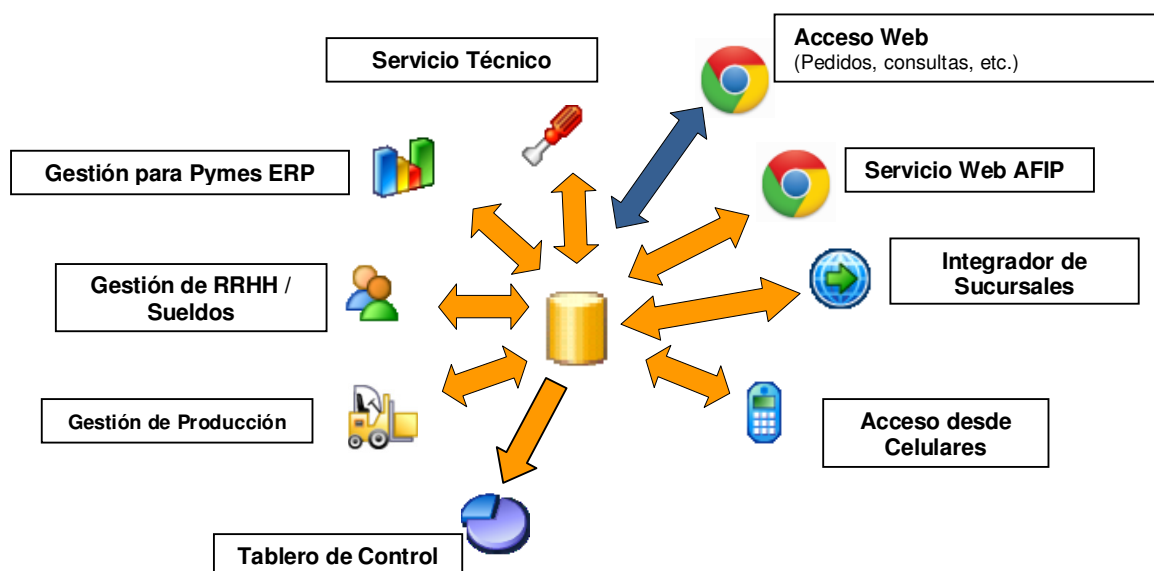 Servicio Técnico
Acceso Web
(Pedidos, consultas, etc.)
Gestión para Pymes ERP
Servicio Web AFIP
Gestión de RRHH /
Sueldos
Integrador de
Sucursales
Gestión de Producción
Acceso desde
Celulares
Tablero de Control